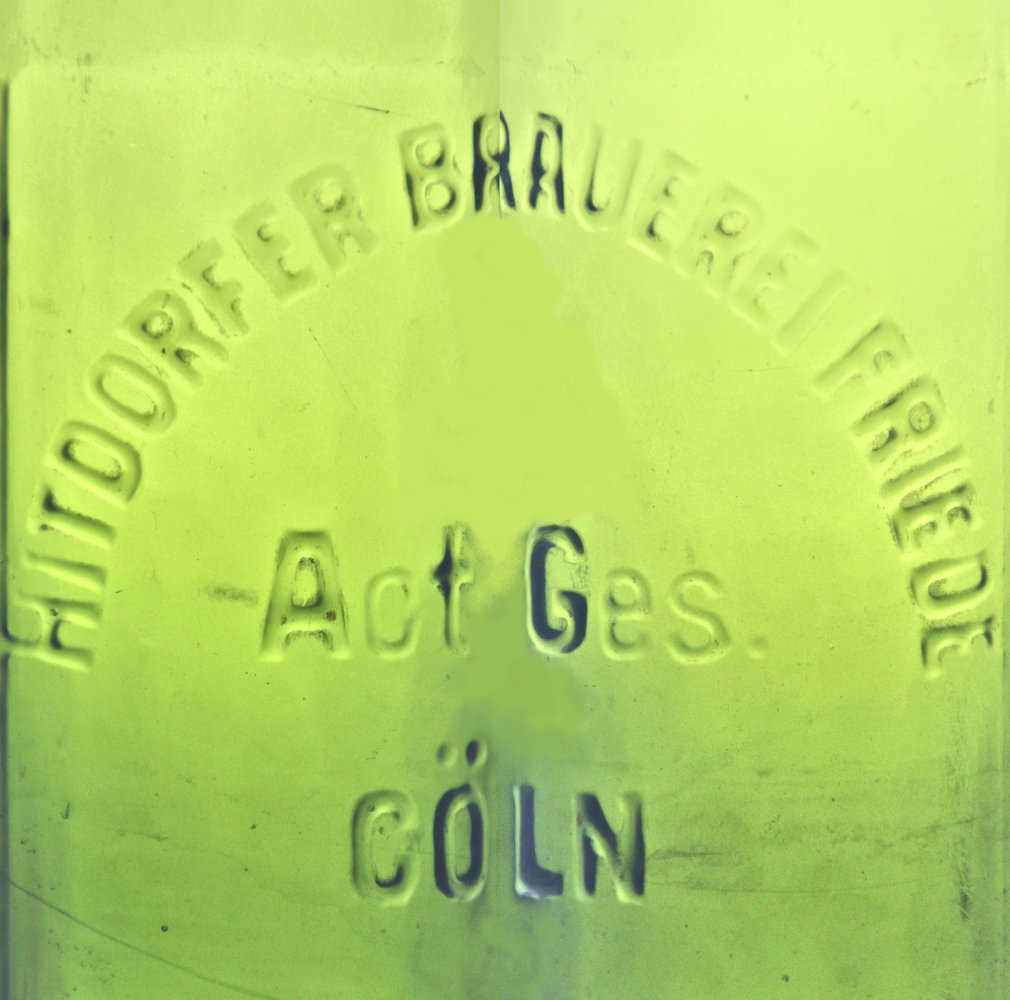 HITDORFER BRAUEREI FRIEDE
Act Ges.
CÖLN